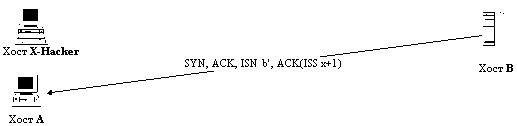 Хост X-Hacker
SYN, ACK, ISN b', ACK(ISS x+1)
Хост B
Хост A